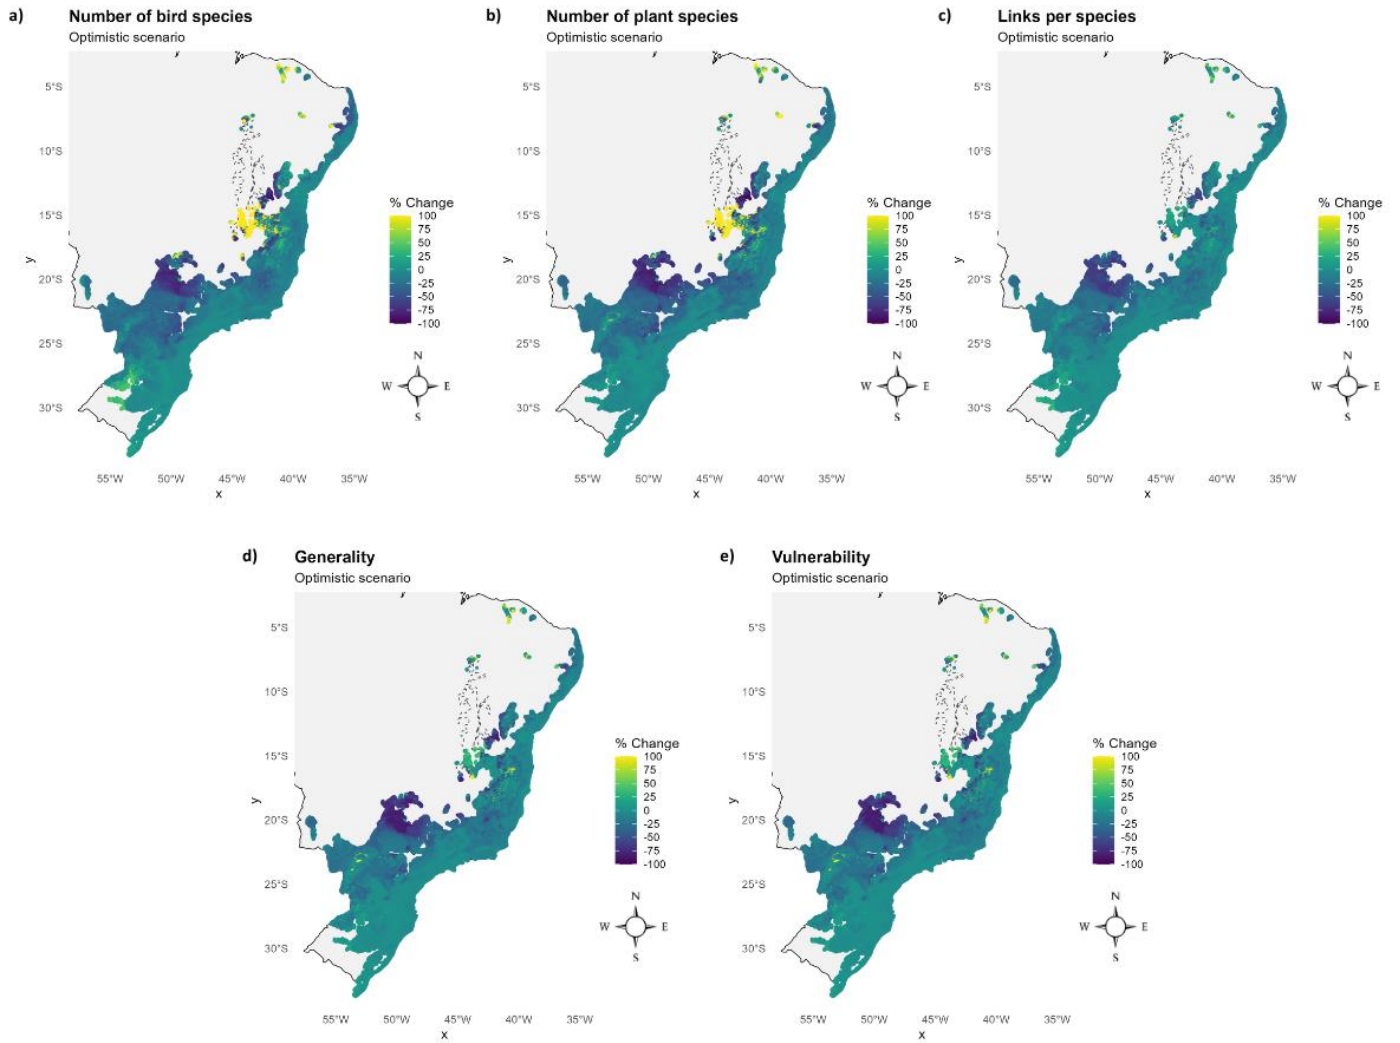 a)
Number of bird species
Optimistic scenario
5°S
10°S
15°S
20°S
25°S
30°S
y
55°W 50°W 45°W 40°W 35°W
x
% Change
100
75
50
25
0
-25
-50
-75
-100
N
W E
S
b)
Number of plant species
Optimistic scenario
5°S
10°S
15°S
20°S
25°S
30°S
y
55°W 50°W 45°W 40°W 35°W
x
% Change
100
75
50
25
0
-25
-50
-75
-100
N
W E
S
c)
Links per species
Optimistic scenario
5°S
10°S
15°S
20°S
25°S
30°S
y
55°W 50°W 45°W 40°W 35°W
x
% Change
100
75
50
25
0
-25
-50
-75
-100
N
W E
S
d)
Generality
Optimistic scenario
5°S
10°S
15°S
20°S
25°S
30°S
y
55°W 50°W 45°W 40°W 35°W
x
% Change
100
75
50
25
0
-25
-50
-75
-100
N
W E
S
e)
Vulnerability
Optimistic scenario
5°S
10°S
15°S
20°S
25°S
30°S
y
55°W 50°W 45°W 40°W 35°W
x
% Change
100
75
50
25
0
-25
-50
-75
-100
N
W E
S